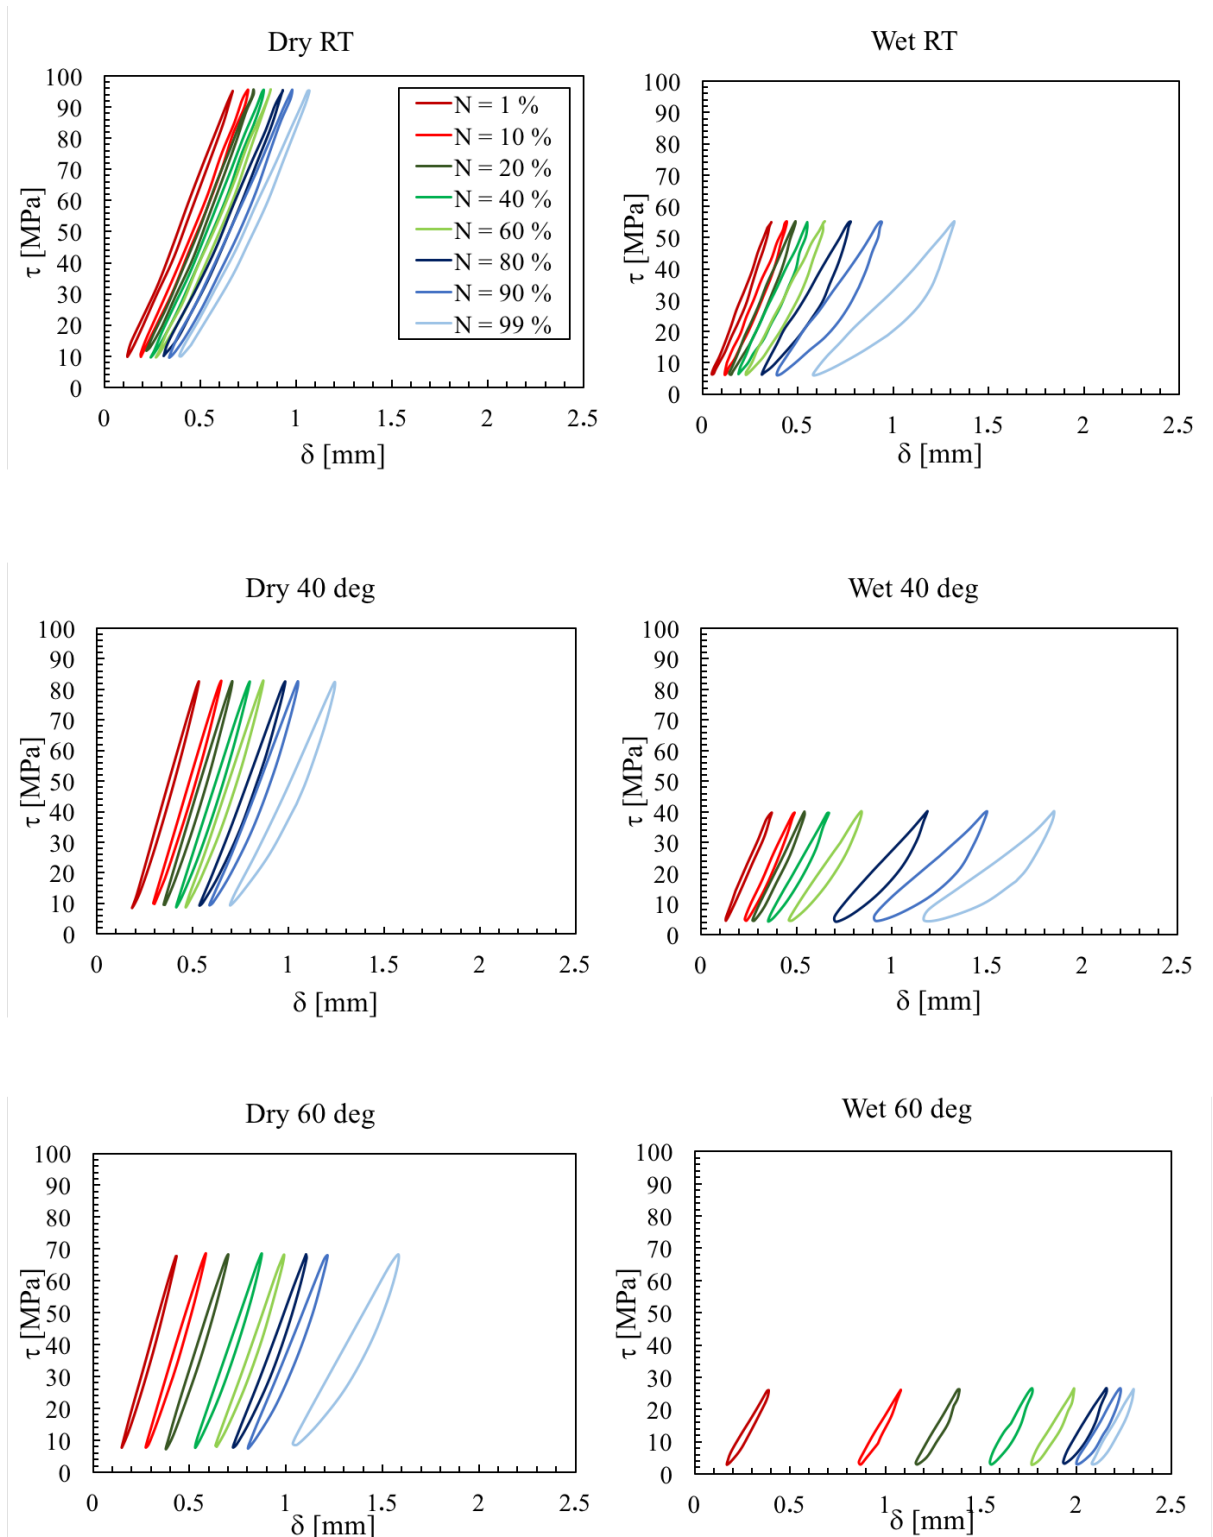 Dry RT
100
90
80
70
60
50
40
30
20
10
0
τ [MPa]
0 0.5 1 1.5 2 2.5
δ [mm]
N = 1 %
N = 10 %
N = 20 %
N = 40 %
N = 60 %
N = 80 %
N = 90 %
N = 99 %
Wet RT
100
90
80
70
60
50
40
30
20
10
0
τ [MPa]
0 0.5 1 1.5 2 2.5
δ [mm]
Dry 40 deg
100
90
80
70
60
50
40
30
20
10
0
τ [MPa]
0 0.5 1 1.5 2 2.5
δ [mm]
Wet 40 deg
100
90
80
70
60
50
40
30
20
10
0
τ [MPa]
0 0.5 1 1.5 2 2.5
δ [mm]
Dry 60 deg
100
90
80
70
60
50
40
30
20
10
0
τ [MPa]
0 0.5 1 1.5 2 2.5
δ [mm]
Wet 60 deg
100
90
80
70
60
50
40
30
20
10
0
τ [MPa]
0 0.5 1 1.5 2 2.5
δ [mm]